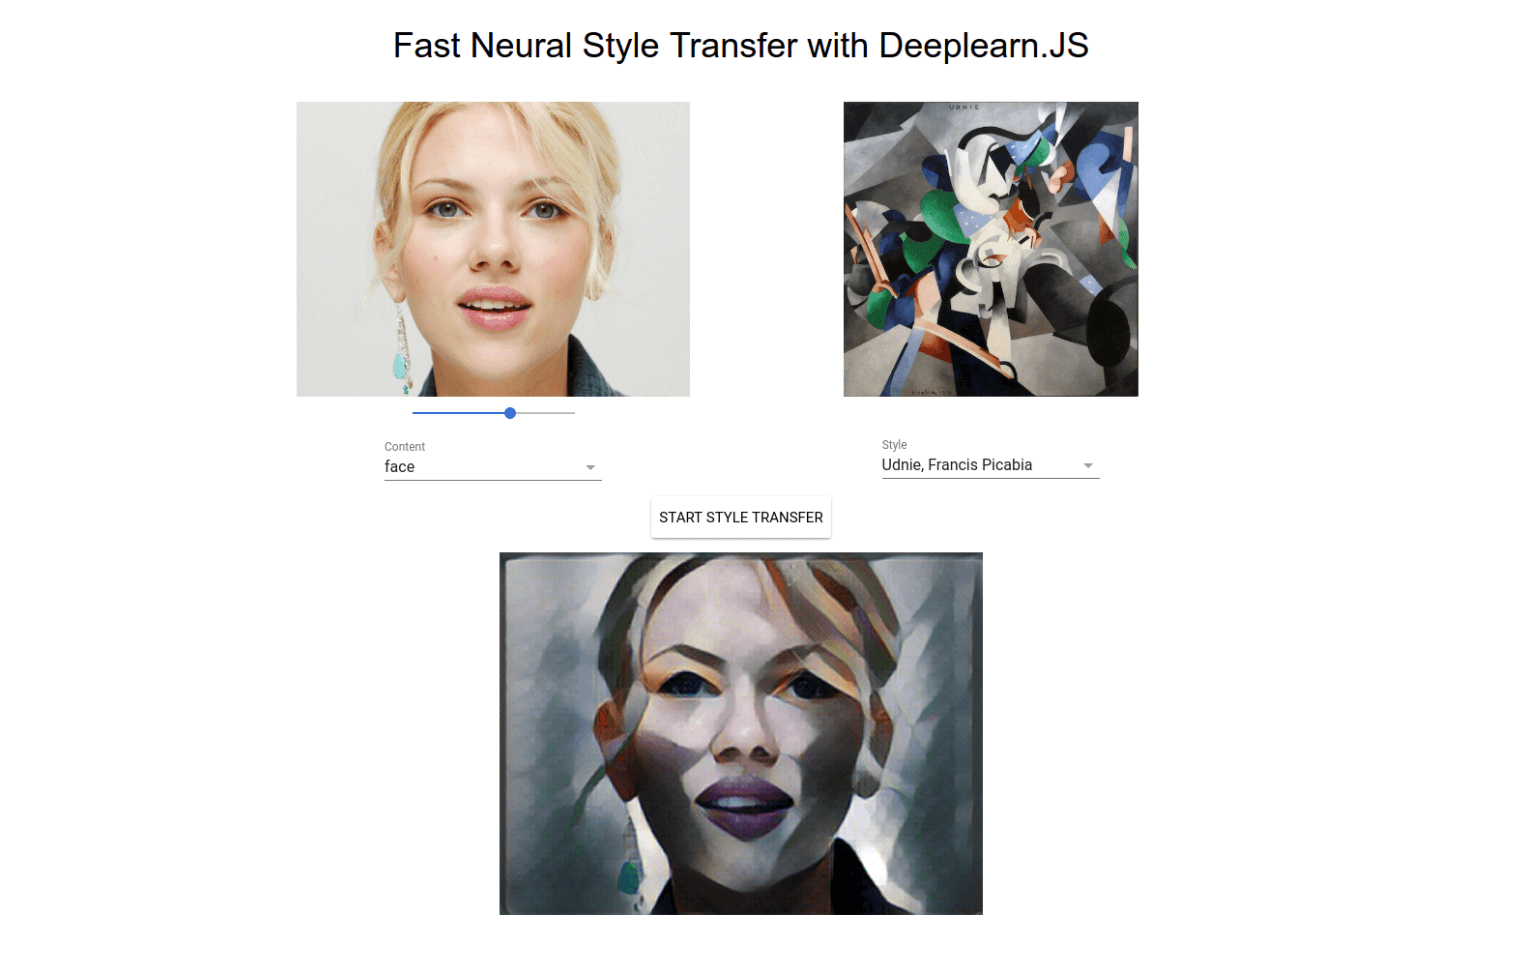 Fast Neural Style Transfer with Deeplearn.JS
UDNIE
Content
face
Style
Udnie, Francis Picabia
START STYLE TRANSFER